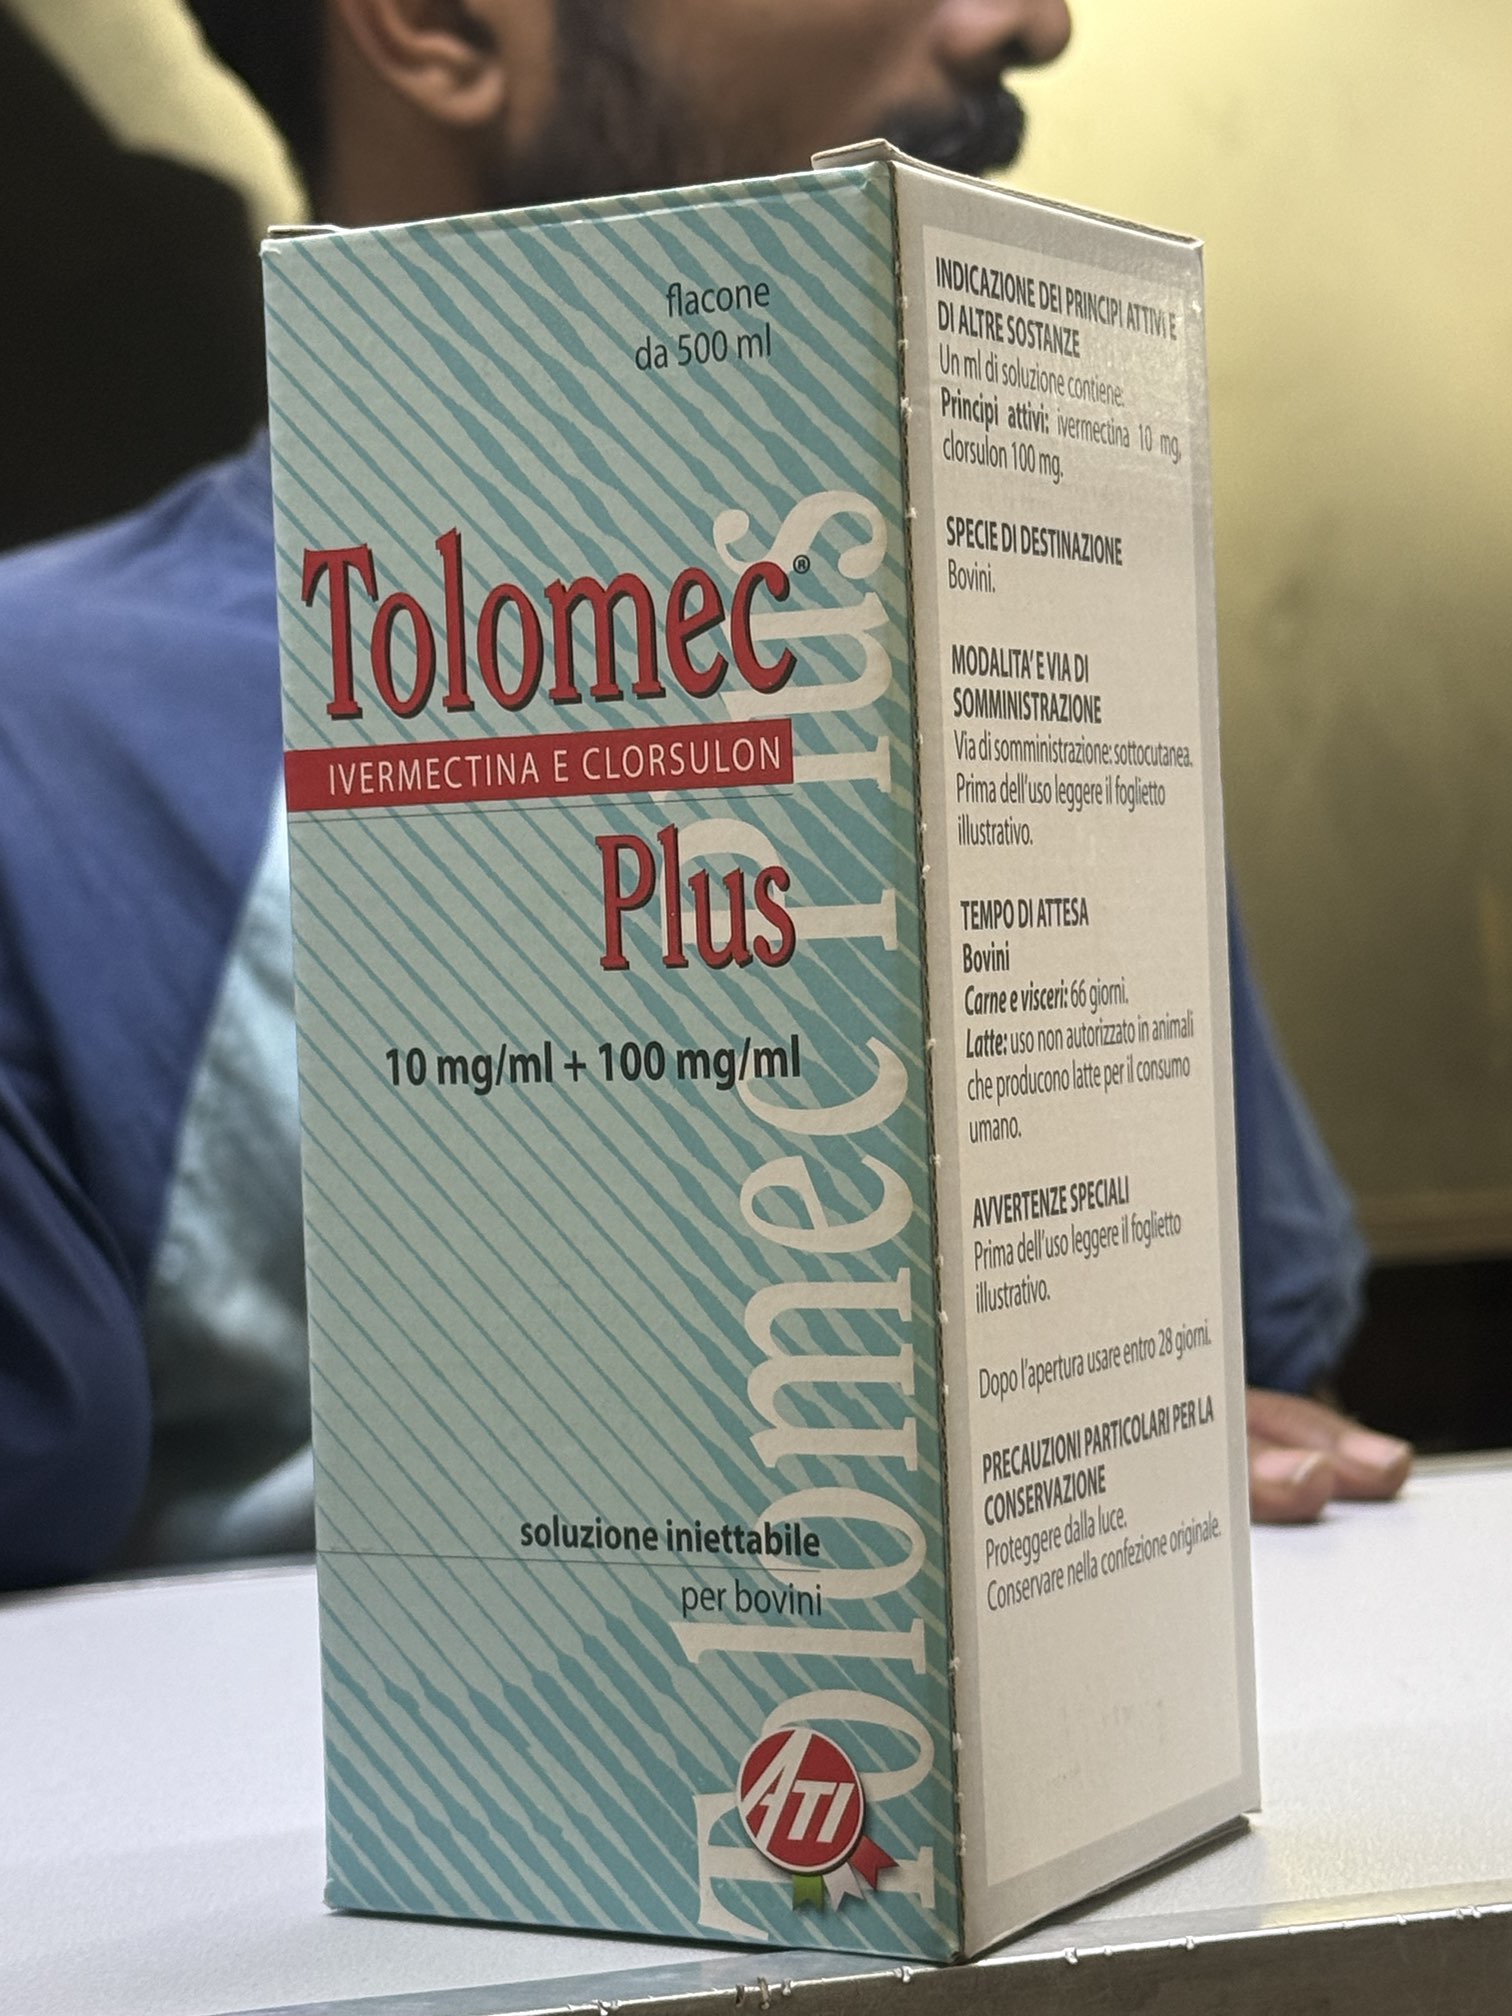 flacone
da 500 ml
Tolomec®
IVERMECTINA E CLORSULON
Plus
10 mg/ml + 100 mg/ml
soluzione iniettabile
per bovini
Tolomec Plus
ATI
INDICAZIONE DEI PRINCIPI ATTIVI E
DI ALTRE SOSTANZE
Un ml di soluzione contiene:
Principi attivi: ivermectina 10 mg,
clorsulon 100 mg.
SPECIE DI DESTINAZIONE
Bovini.
MODALITA' E VIA DI
SOMMINISTRAZIONE
Via di somministrazione: sottocutanea.
Prima dell'uso leggere il foglietto
illustrativo.
TEMPO DI ATTESA
Bovini
Carne e visceri: 66 giorni.
Latte: uso non autorizzato in animali
che producono latte per il consumo
umano.
AVVERTENZE SPECIALI
Prima dell'uso leggere il foglietto
illustrativo.
Dopo l'apertura usare entro 28 giorni.
PRECAUZIONI PARTICOLARI PER LA
CONSERVAZIONE
Proteggere dalla luce.
Conservare nella confezione originale.